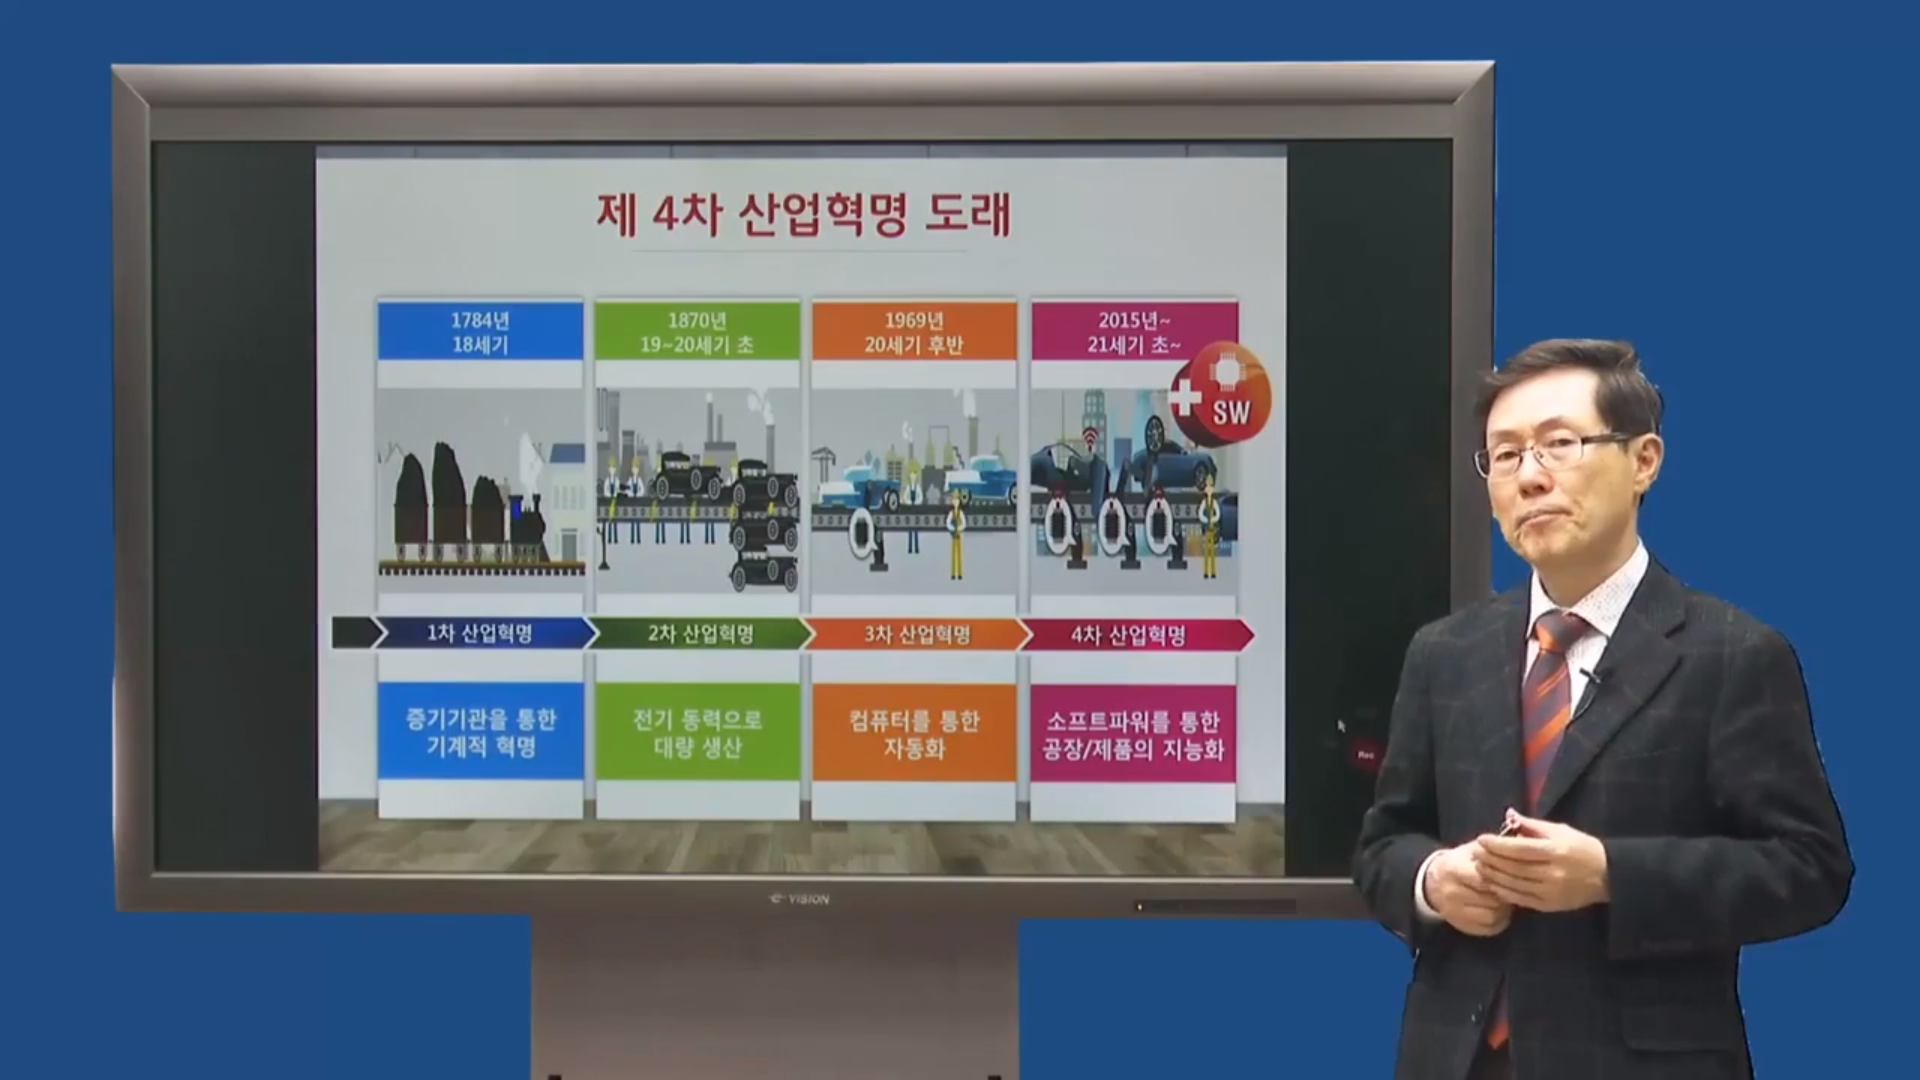 제 4차 산업혁명 도래
1784년
18세기
1870년
19~20세기 초
1969년
20세기 후반
2015년~
21세기 초~
SW
1차 산업혁명
2차 산업혁명
3차 산업혁명
4차 산업혁명
증기기관을 통한
기계적 혁명
전기 동력으로
대량 생산
컴퓨터를 통한
자동화
소프트파워를 통한
공장/제품의 지능화
Rec
e-VISION